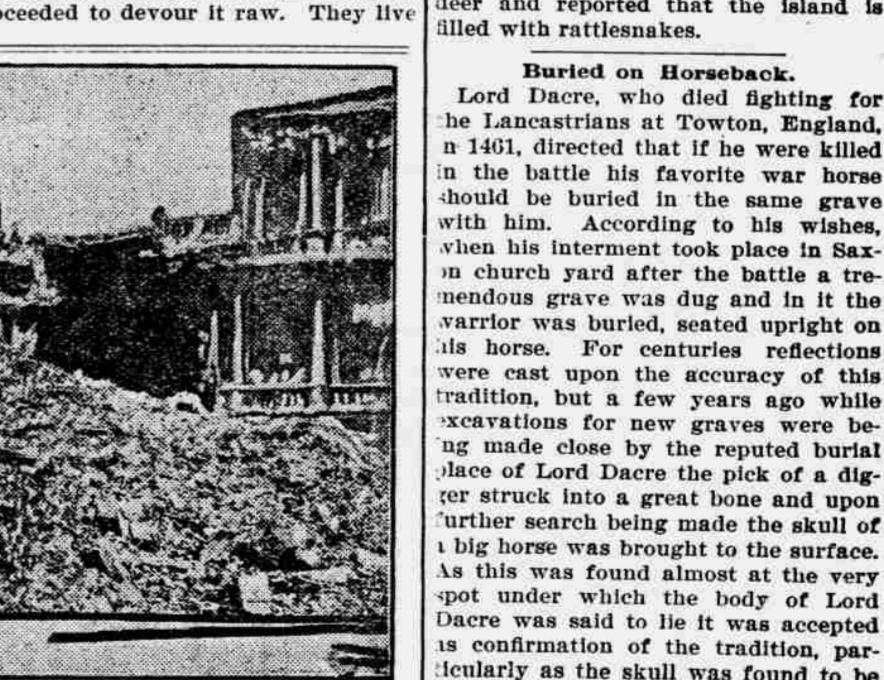 oceeded to devour it raw. They live
deer and reported that the island is
filled with rattlesnakes.
Buried on Horseback.
Lord Dacre, who died fighting for
he Lancastrians at Towton, England,
n 1461, directed that if he were killed
in the battle his favorite war horse
should be buried in the same grave
with him. According to his wishes,
when his interment took place in Sax-
on church yard after the battle a tre-
mendous grave was dug and in it the
warrior was buried, seated upright on
his horse. For centuries reflections
were cast upon the accuracy of this
tradition, but a few years ago while
excavations for new graves were be-
ng made close by the reputed burial
place of Lord Dacre the pick of a dig-
ger struck into a great bone and upon
further search being made the skull of
a big horse was brought to the surface.
As this was found almost at the very
spot under which the body of Lord
Dacre was said to lie it was accepted
as confirmation of the tradition, par-
ticularly as the skull was found to be